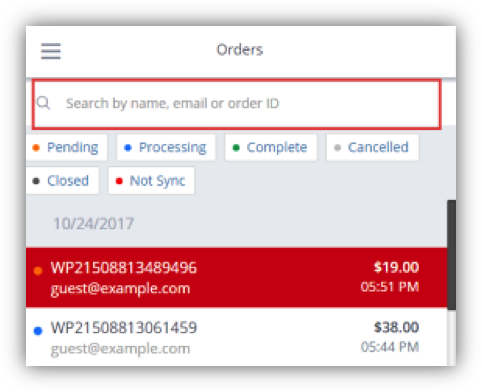 Orders
Search by name, email or order ID
Pending Processing Complete Cancelled
Closed Not Sync
10/24/2017
WP21508813489496 $19.00
guest@example.com 05:51 PM
WP21508813061459 $38.00
guest@example.com 05:44 PM